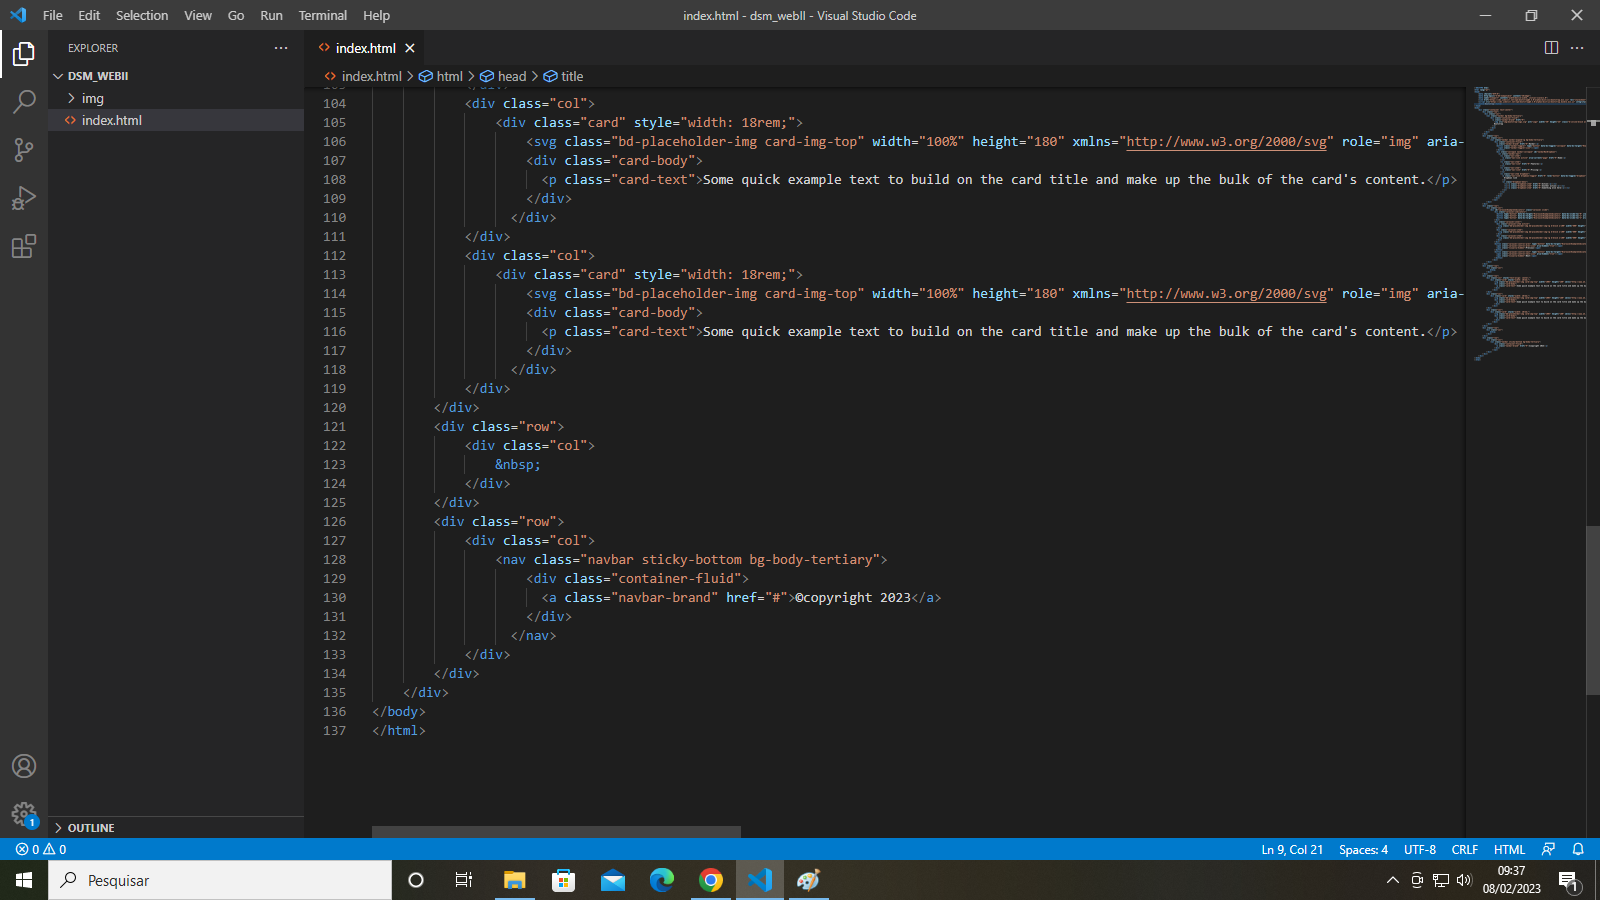 File Edit Selection View Go Run Terminal Help
index.html - dsm_webII - Visual Studio Code
EXPLORER
DSM_WEBII
img
index.html
OUTLINE
index.html
index.html > html > head > title
104 <div class="col">
105 <div class="card" style="width: 18rem;">
106 <svg class="bd-placeholder-img card-img-top" width="100%" height="180" xmlns="http://www.w3.org/2000/svg" role="img" aria-
107 <div class="card-body">
108 <p class="card-text">Some quick example text to build on the card title and make up the bulk of the card's content.</p>
109 </div>
110 </div>
111 </div>
112 <div class="col">
113 <div class="card" style="width: 18rem;">
114 <svg class="bd-placeholder-img card-img-top" width="100%" height="180" xmlns="http://www.w3.org/2000/svg" role="img" aria-
115 <div class="card-body">
116 <p class="card-text">Some quick example text to build on the card title and make up the bulk of the card's content.</p>
117 </div>
118 </div>
119 </div>
120 </div>
121 <div class="row">
122 <div class="col">
123 &nbsp;
124 </div>
125 </div>
126 <div class="row">
127 <div class="col">
128 <nav class="navbar sticky-bottom bg-body-tertiary">
129 <div class="container-fluid">
130 <a class="navbar-brand" href="#">©copyright 2023</a>
131 </div>
132 </nav>
133 </div>
134 </div>
135 </div>
136 </body>
137 </html>
1
0 0
Ln 9, Col 21 Spaces: 4 UTF-8 CRLF HTML
Pesquisar
09:37
08/02/2023
1